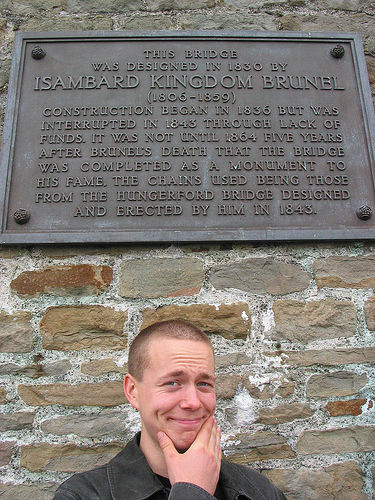 THIS BRIDGE
WAS DESIGNED IN 1830 BY
ISAMBARD KINGDOM BRUNEL
(1806-1859)
CONSTRUCTION BEGAN IN 1836 BUT WAS
INTERRUPTED IN 1843 THROUGH LACK OF
FUNDS. IT WAS NOT UNTIL 1864 FIVE YEARS
AFTER BRUNEL'S DEATH THAT THE BRIDGE
WAS COMPLETED AS A MONUMENT TO
HIS FAME, THE CHAINS USED BEING THOSE
FROM THE HUNGERFORD BRIDGE DESIGNED
AND ERECTED BY HIM IN 1843.